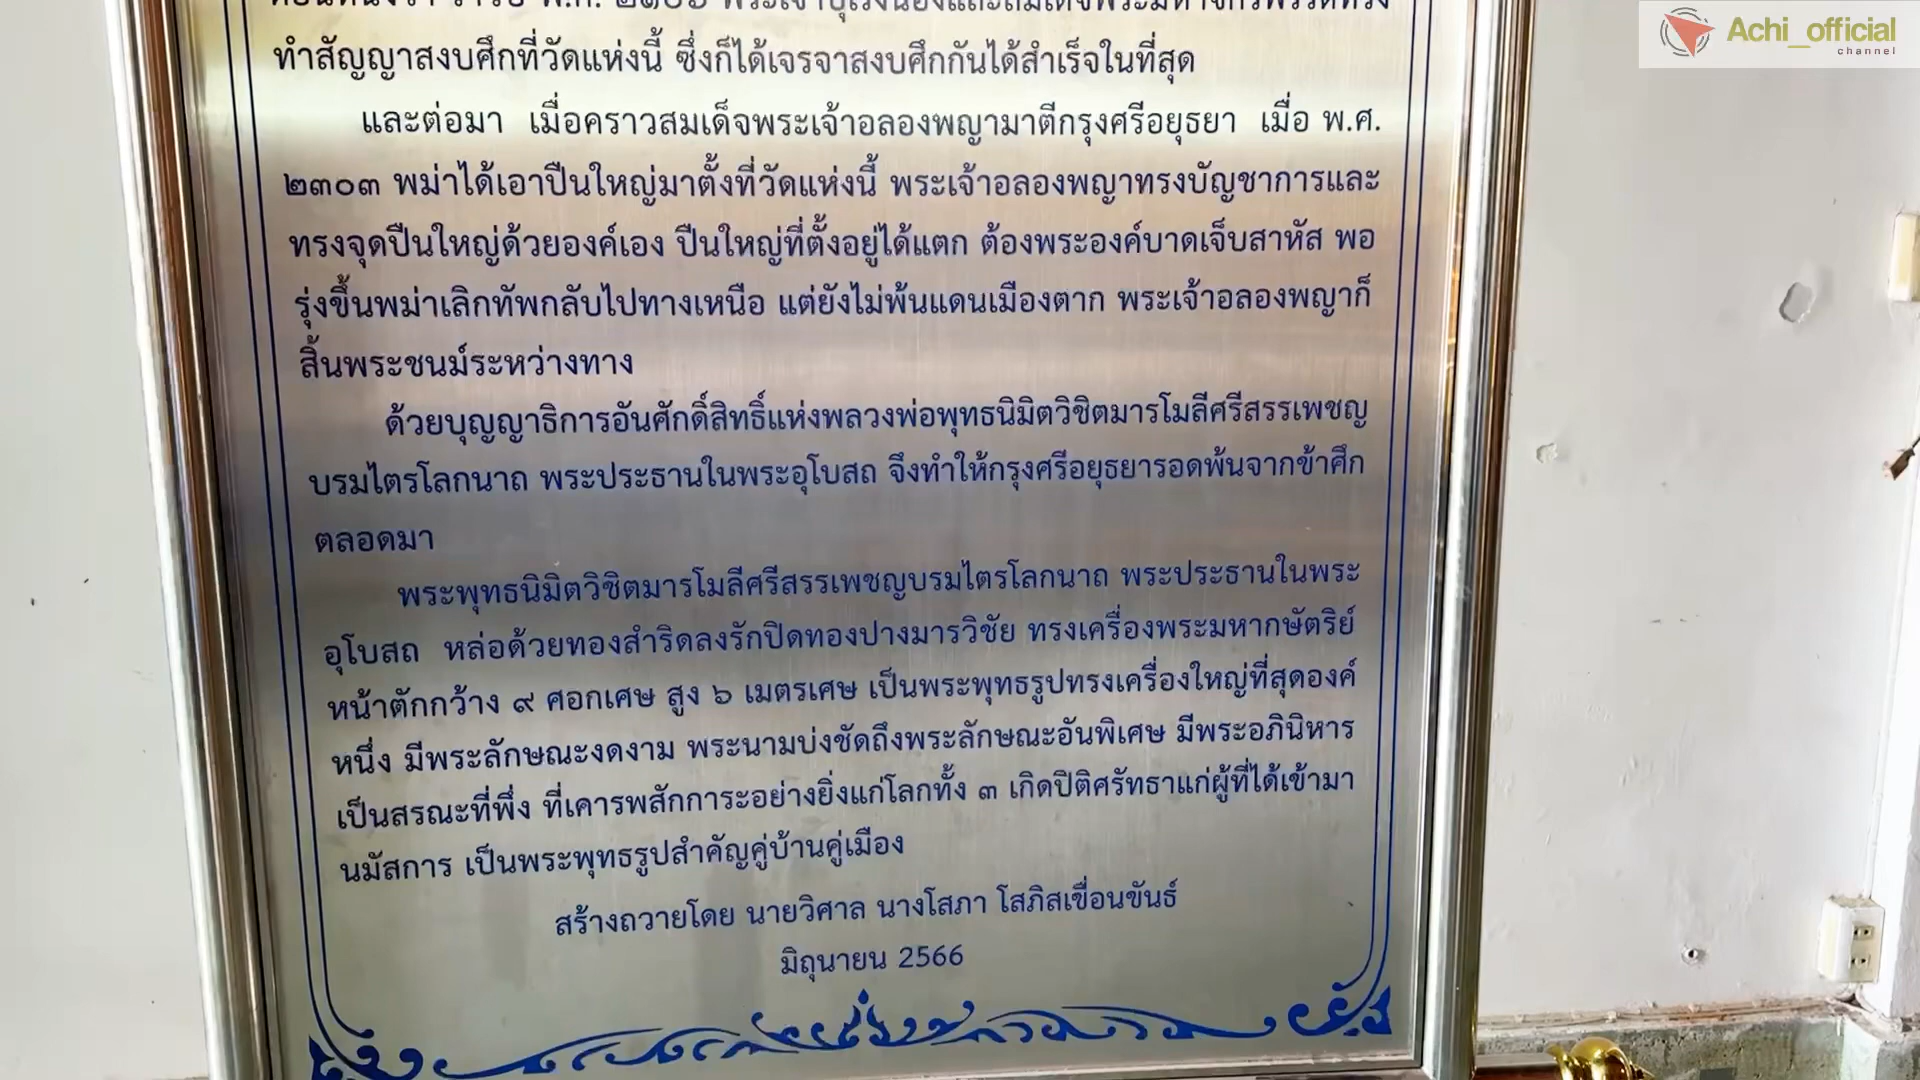 Achi_official
channel
ทำสัญญาสงบศึกที่วัดแห่งนี้ ซึ่งก็ได้เจรจาสงบศึกกันได้สำเร็จในที่สุด
และต่อมา เมื่อคราวสมเด็จพระเจ้าอลองพญามาตีกรุงศรีอยุธยา เมื่อ พ.ศ.
๒๓๐๓ พม่าได้เอาปืนใหญ่มาตั้งที่วัดแห่งนี้ พระเจ้าอลองพญาทรงบัญชาการและ
ทรงจุดปืนใหญ่ด้วยองค์เอง ปืนใหญ่ที่ตั้งอยู่ได้แตก ต้องพระองค์บาดเจ็บสาหัส พอ
รุ่งขึ้นพม่าเลิกทัพกลับไปทางเหนือ แต่ยังไม่พ้นแดนเมืองตาก พระเจ้าอลองพญาก็
สิ้นพระชนม์ระหว่างทาง
ด้วยบุญญาธิการอันศักดิ์สิทธิ์แห่งพลวงพ่อพุทธนิมิตวิชิตมารโมลีศรีสรรเพชญ
บรมไตรโลกนาถ พระประธานในพระอุโบสถ จึงทำให้กรุงศรีอยุธยารอดพ้นจากข้าศึก
ตลอดมา
พระพุทธนิมิตวิชิตมารโมลีศรีสรรเพชญบรมไตรโลกนาถ พระประธานในพระ
อุโบสถ หล่อด้วยทองสำริดลงรักปิดทองปางมารวิชัย ทรงเครื่องพระมหากษัตริย์
หน้าตักกว้าง ๙ ศอกเศษ สูง ๖ เมตรเศษ เป็นพระพุทธรูปทรงเครื่องใหญ่ที่สุดองค์
หนึ่ง มีพระลักษณะงดงาม พระนามบ่งชัดถึงพระลักษณะอันพิเศษ มีพระอภินิหาร
เป็นสรณะที่พึ่ง ที่เคารพสักการะอย่างยิ่งแก่โลกทั้ง ๓ เกิดปิติศรัทธาแก่ผู้ที่ได้เข้ามา
นมัสการ เป็นพระพุทธรูปสำคัญคู่บ้านคู่เมือง
สร้างถวายโดย นายวิศาล นางโสภา โสภิสเขื่อนขันธ์
มิถุนายน 2566